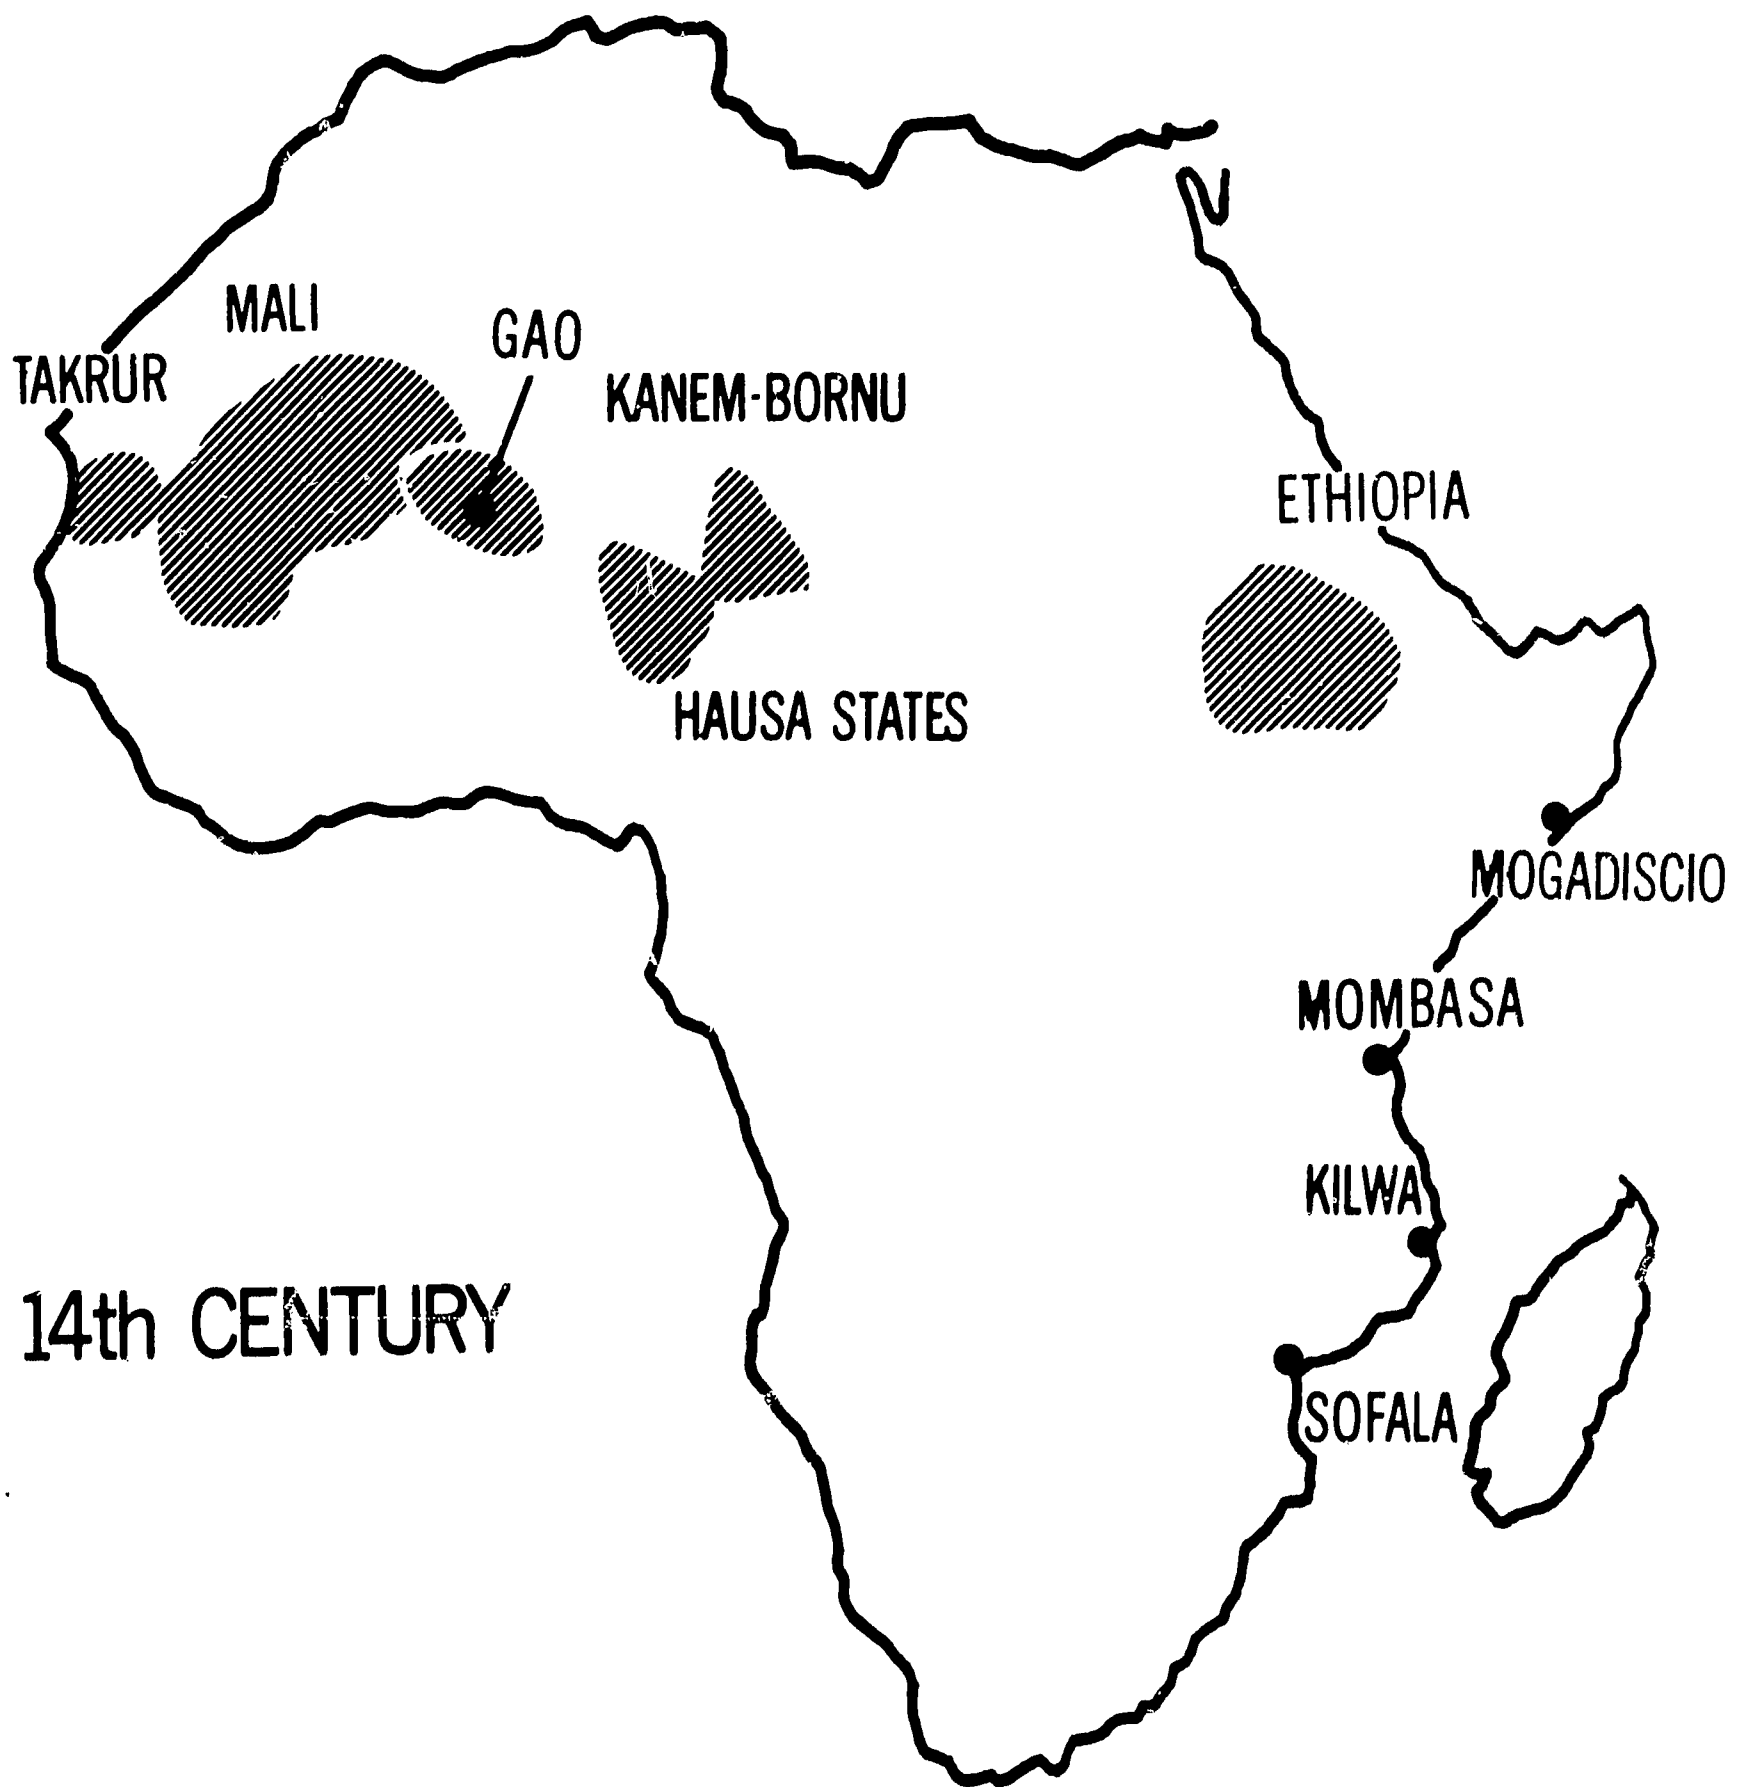 MALI
GAO
TAKRUR
KANEM-BORNU
ETHIOPIA
HAUSA STATES
MOGADISCIO
MOMBASA
KILWA
14th CENTURY
SOFALA